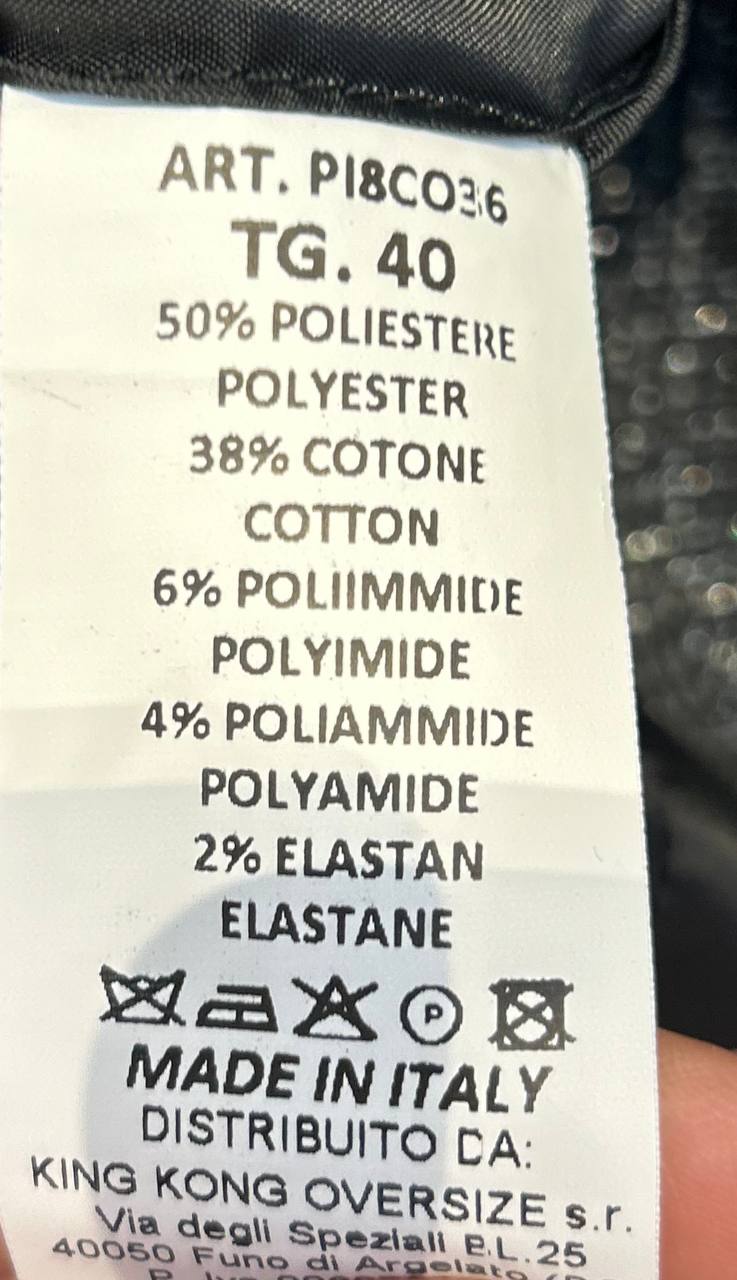 ART. PI8CO36
TG. 40
50% POLIESTERE
POLYESTER
38% COTONE
COTTON
6% POLIIMMIDE
POLYIMIDE
4% POLIAMMIDE
POLYAMIDE
2% ELASTAN
ELASTANE
P
MADE IN ITALY
DISTRIBUITO DA:
KING KONG OVERSIZE s.r.
Via degli Speziali B.L.25
40050 Funo di Argelato